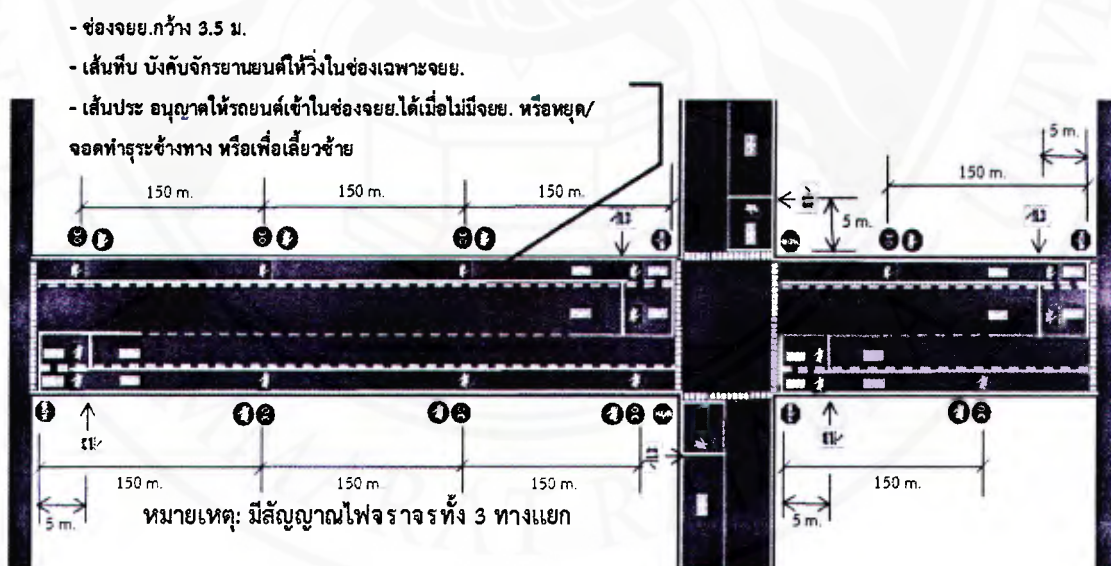 - ช่องจยย.กว้าง 3.5 ม.
- เส้นทึบ บังคับจักรยานยนต์ให้วิ่งในช่องเฉพาะจยย.
- เส้นประ อนุญาตให้รถยนต์เข้าในช่องจยย.ได้เมื่อไม่มีจยย. หรือหยุด/
จอดทำธุระข้างทาง หรือเพื่อเลี้ยวซ้าย
5 m.
150 m.
150 m.
150 m.
150 m.
5 m.
150 m.
150 m.
150 m.
150 m.
5 m.
5 m.
หมายเหตุ: มีสัญญาณไฟจราจรทั้ง 3 ทางแยก